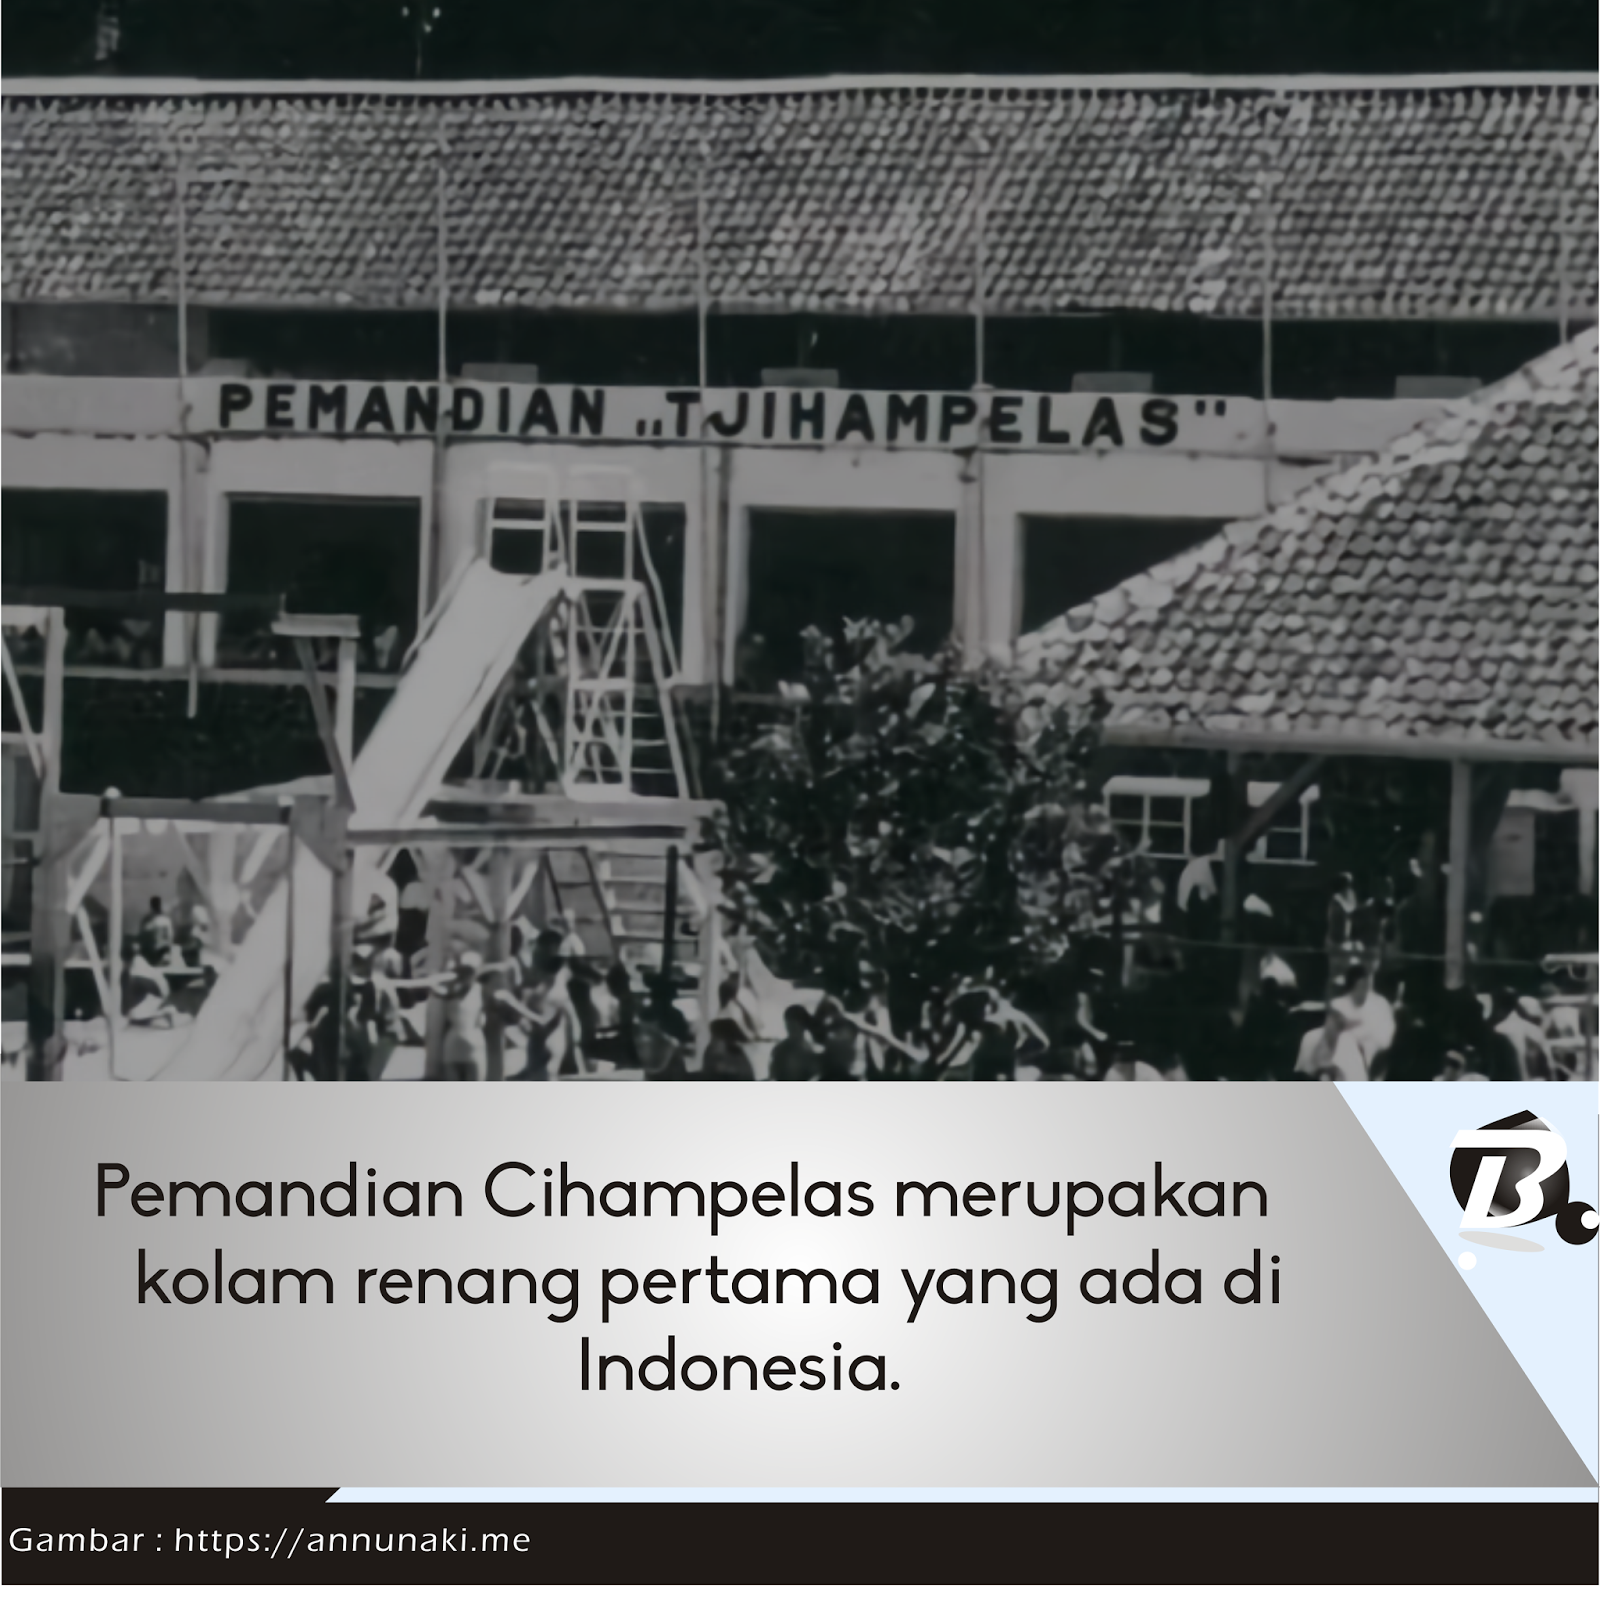 PEMANDIAN „TJIHAMPELAS"
Pemandian Cihampelas merupakan
kolam renang pertama yang ada di
Indonesia.
B
Gambar : https://annunaki.me